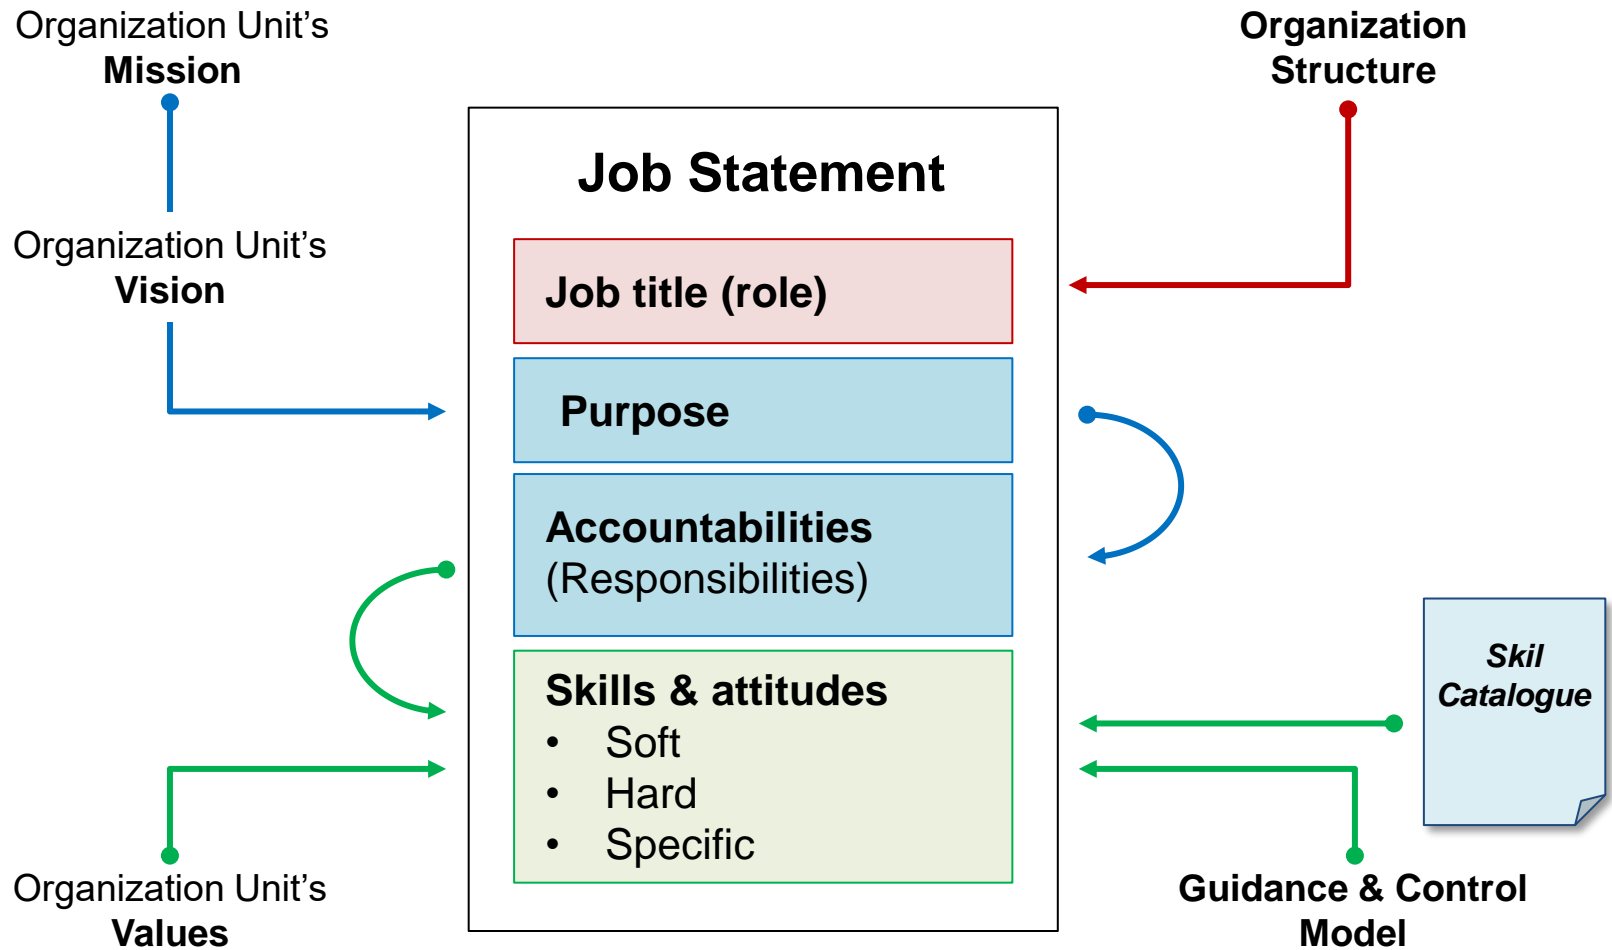 Organization Unit’s
Mission
Organization
Structure
Job Statement
Organization Unit’s
Vision
Job title (role)
Purpose
Accountabilities
(Responsibilities)
Skills & attitudes
• Soft
• Hard
• Specific
Skil
Catalogue
Organization Unit’s
Values
Guidance & Control
Model